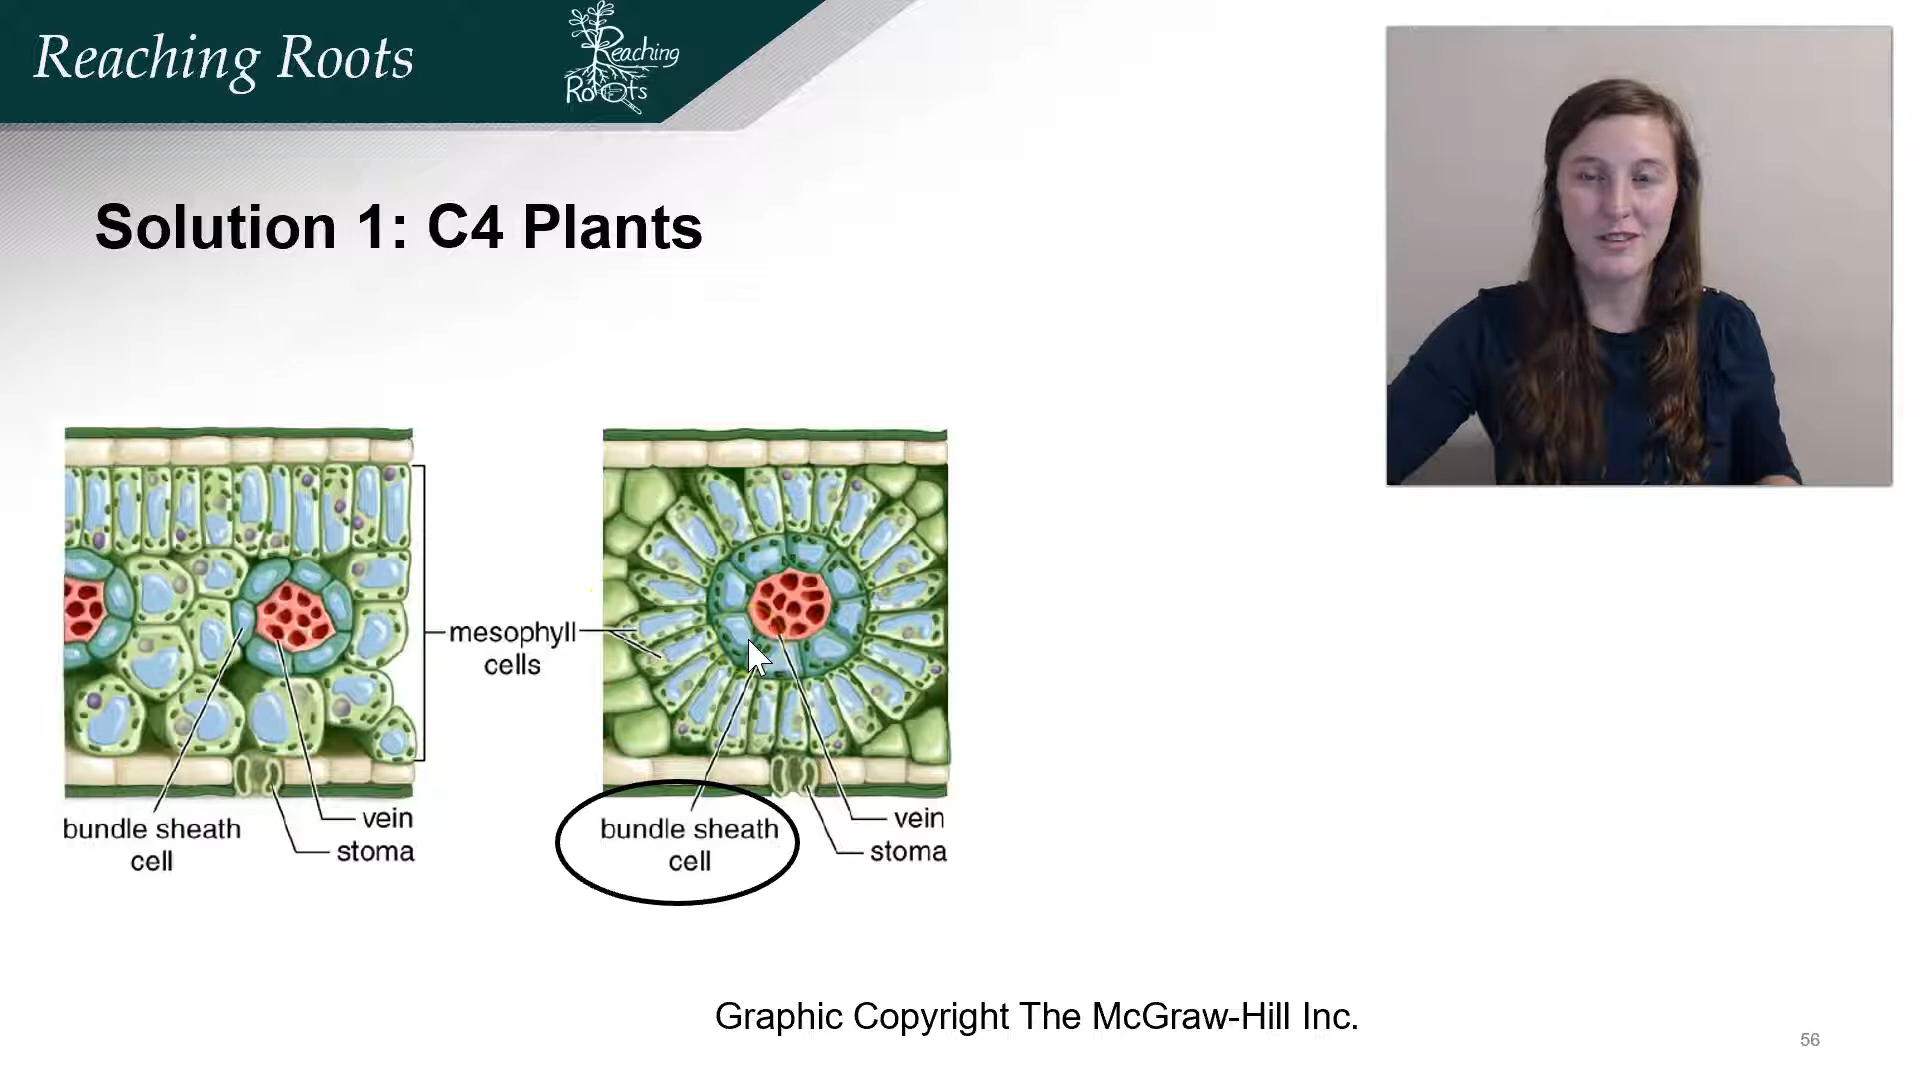 Reaching Roots
Reaching
Roots
Solution 1: C4 Plants
mesophyll
cells
bundle sheath
cell
vein
stoma
bundle sheath
cell
vein
stoma
Graphic Copyright The McGraw-Hill Inc.
56